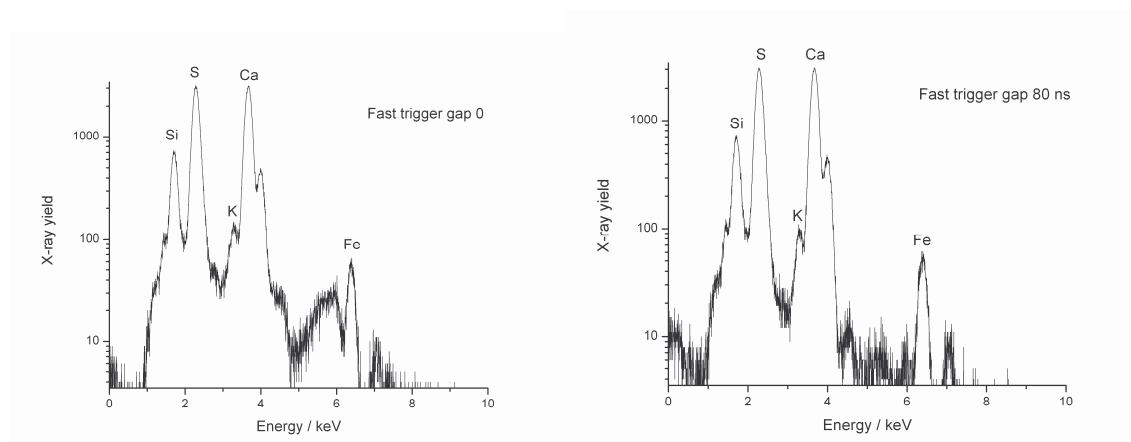 S
Ca
Fast trigger gap 0
Si
K
Fe
1000
100
10
X-ray yield
0 2 4 6 8 10
Energy / keV
S
Ca
Fast trigger gap 80 ns
Si
K
Fe
1000
100
10
X-ray yield
0 2 4 6 8 10
Energy / keV